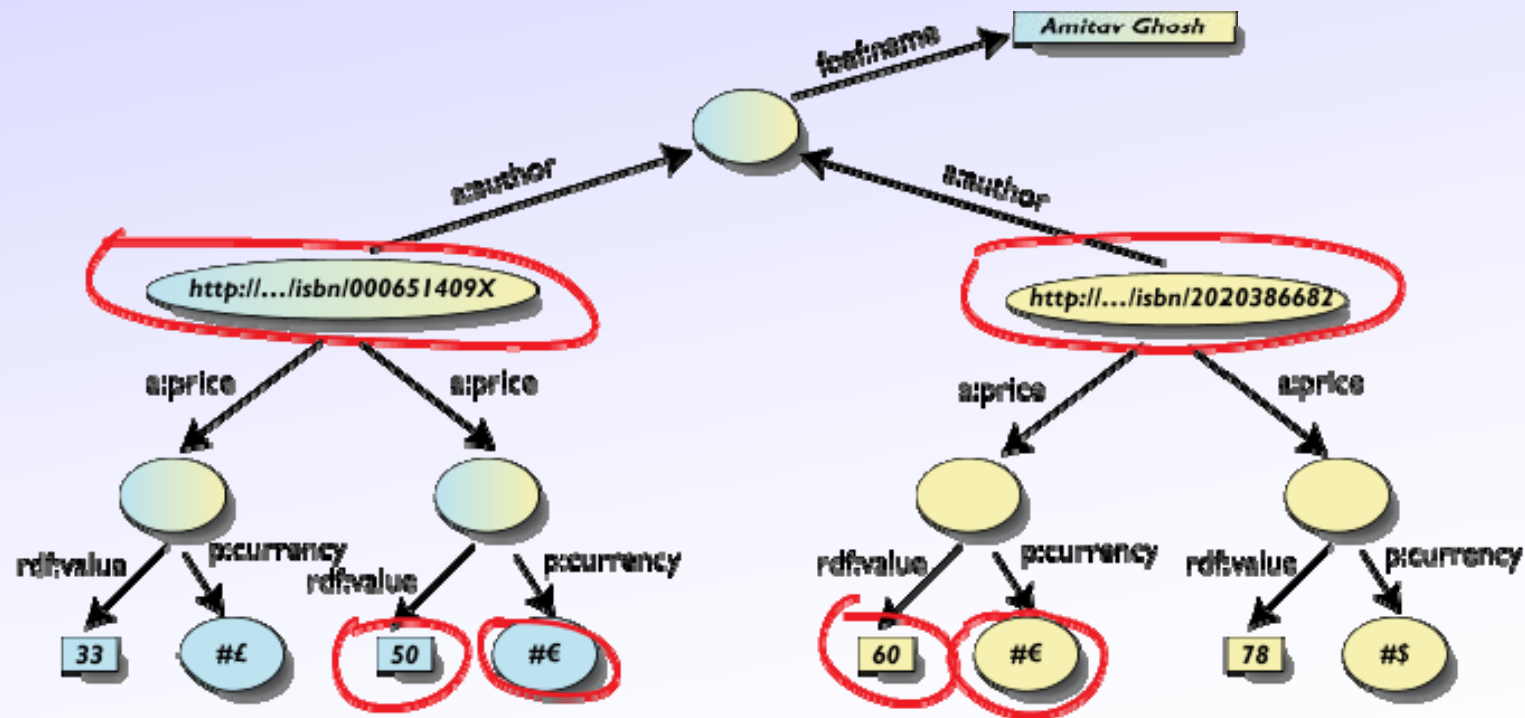 Amitav Ghosh
foaf:name
a:author
a:author
http://.../isbn/000651409X
http://.../isbn/2020386682
a:price
a:price
a:price
a:price
rdf:value
p:currency
rdf:value
p:currency
rdf:value
p:currency
rdf:value
p:currency
33
#£
50
#€
60
#€
78
#$